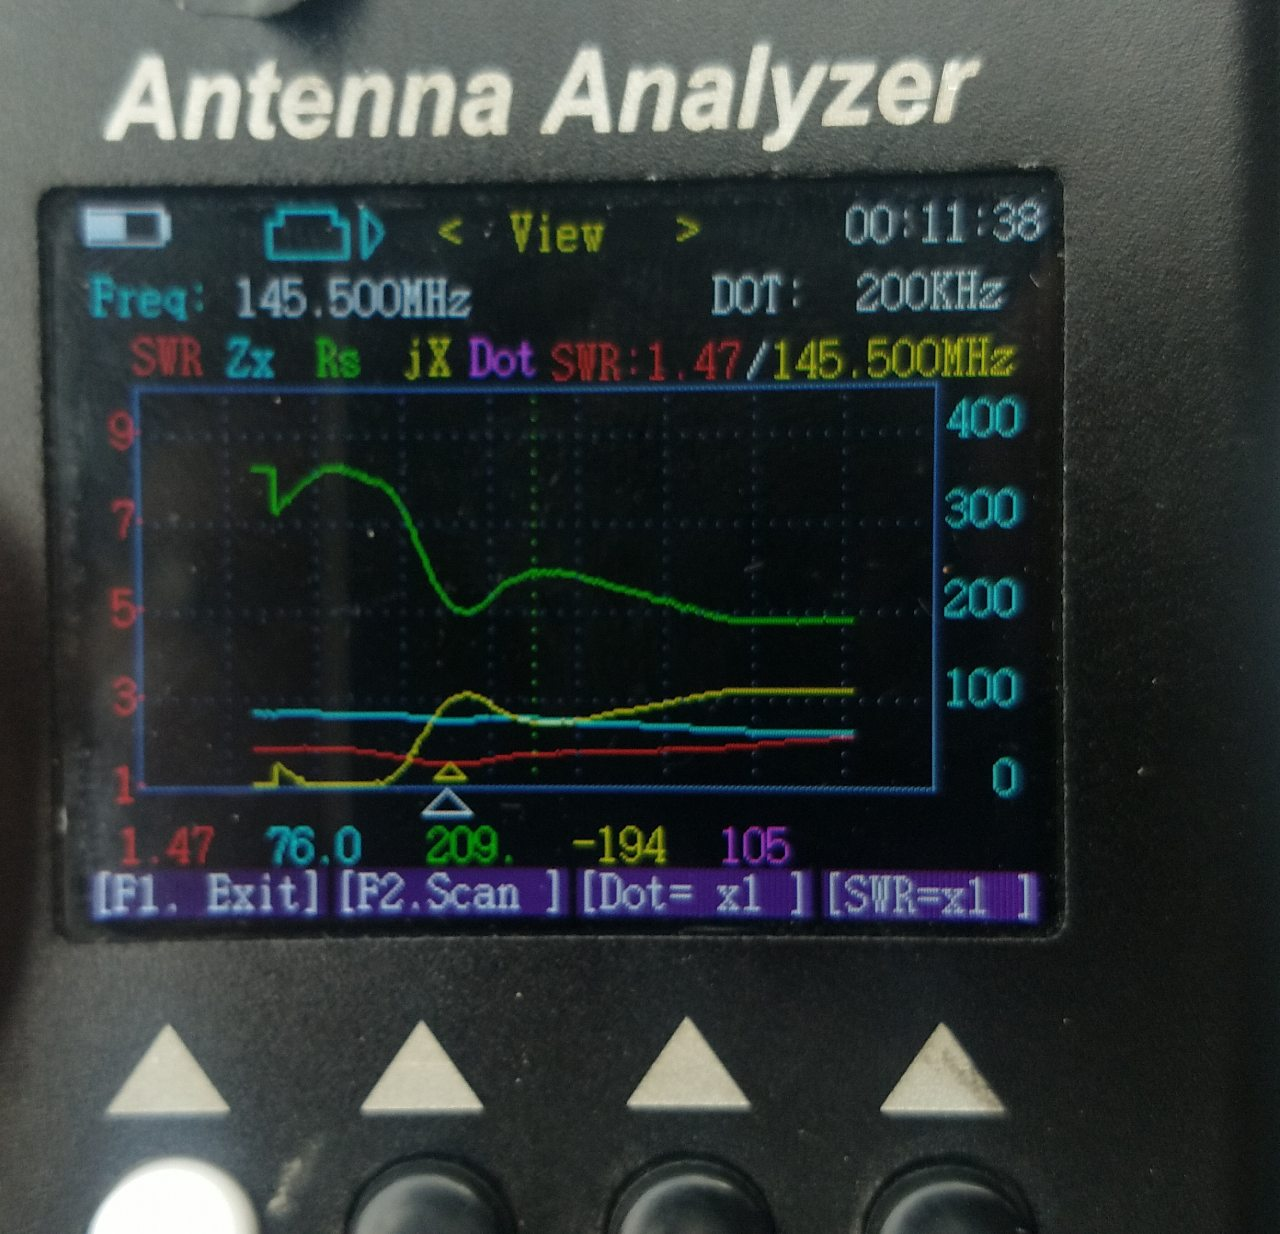 Antenna Analyzer
< View > 00:11:38
Freq: 145.500MHz DOT: 200KHz
SWR Zx Rs jX Dot SWR:1.47/145.500MHz
9 400
7 300
5 200
3 100
1 0
1.47 76.0 209. -194 105
[F1. Exit] [F2.Scan ] [Dot= x1 ] [SWR=x1 ]